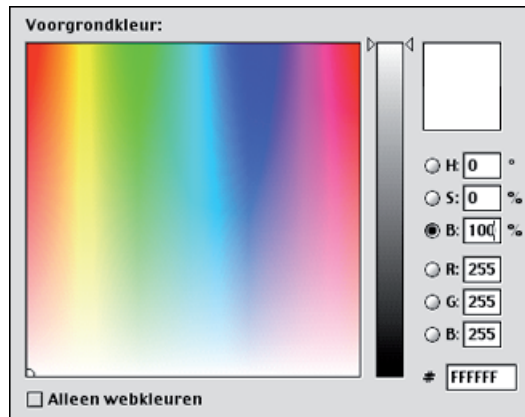 Voorgrondkleur:
H: 0 °
S: 0 %
B: 100 %
R: 255
G: 255
B: 255
# FFFFFF
Alleen webkleuren